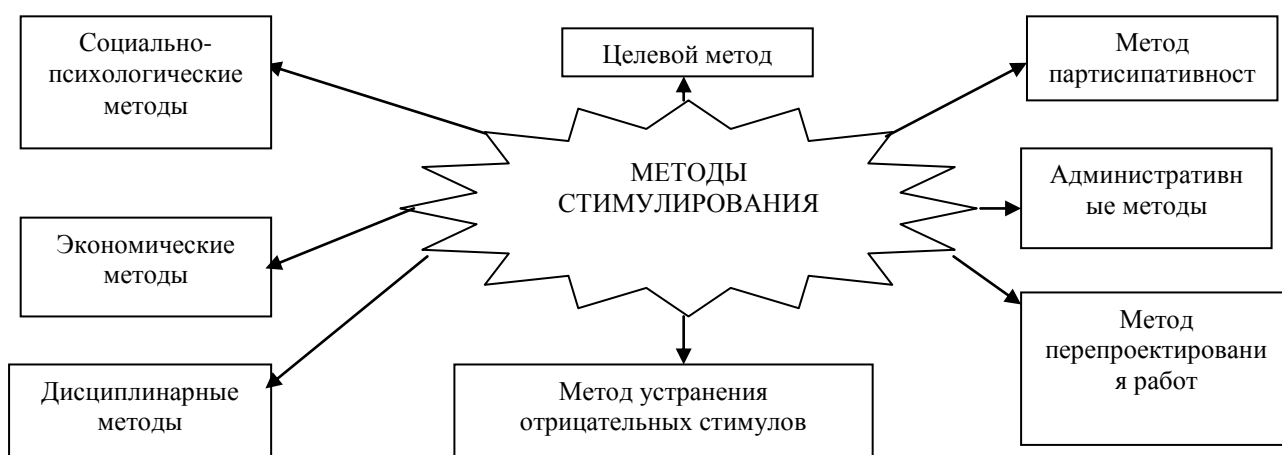 Социально-
психологические
методы
Целевой метод
Метод
партисипативност
МЕТОДЫ
СТИМУЛИРОВАНИЯ
Административн
ые методы
Экономические
методы
Метод
перепроектировани
я работ
Дисциплинарные
методы
Метод устранения
отрицательных стимулов